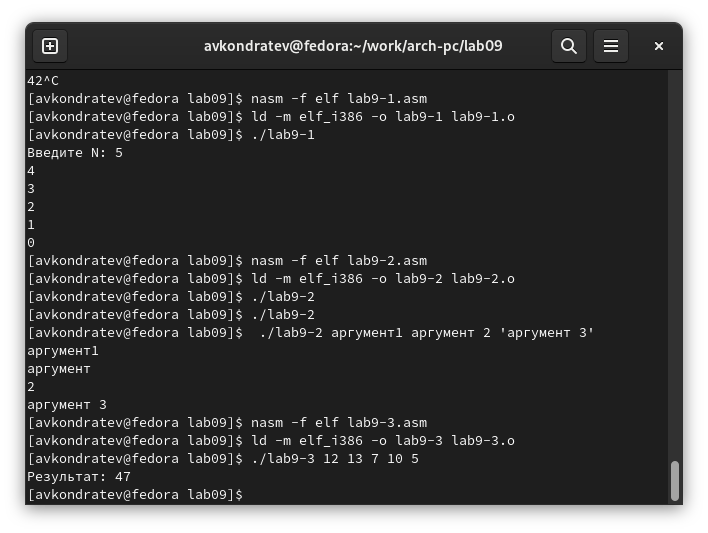 avkondratev@fedora:~/work/arch-pc/lab09
42^C
[avkondratev@fedora lab09]$ nasm -f elf lab9-1.asm
[avkondratev@fedora lab09]$ ld -m elf_i386 -o lab9-1 lab9-1.o
[avkondratev@fedora lab09]$ ./lab9-1
Введите N: 5
4
3
2
1
0
[avkondratev@fedora lab09]$ nasm -f elf lab9-2.asm
[avkondratev@fedora lab09]$ ld -m elf_i386 -o lab9-2 lab9-2.o
[avkondratev@fedora lab09]$ ./lab9-2
[avkondratev@fedora lab09]$ ./lab9-2
[avkondratev@fedora lab09]$  ./lab9-2 аргумент1 аргумент 2 'аргумент 3'
аргумент1
аргумент
2
аргумент 3
[avkondratev@fedora lab09]$ nasm -f elf lab9-3.asm
[avkondratev@fedora lab09]$ ld -m elf_i386 -o lab9-3 lab9-3.o
[avkondratev@fedora lab09]$ ./lab9-3 12 13 7 10 5
Результат: 47
[avkondratev@fedora lab09]$